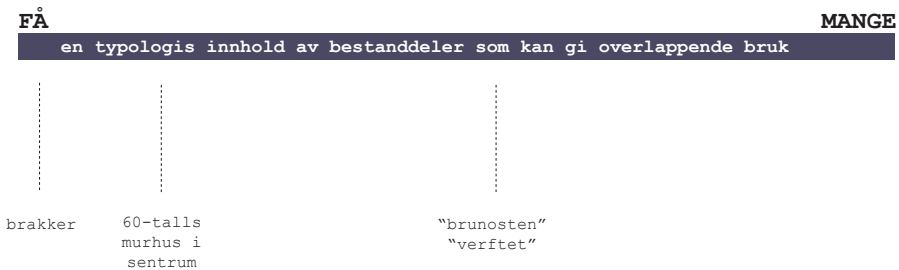 FÅ MANGE
en typologis innhold av bestanddeler som kan gi overlappende bruk
brakker
60-talls
murhus i
sentrum
“brunosten”
“verftet”